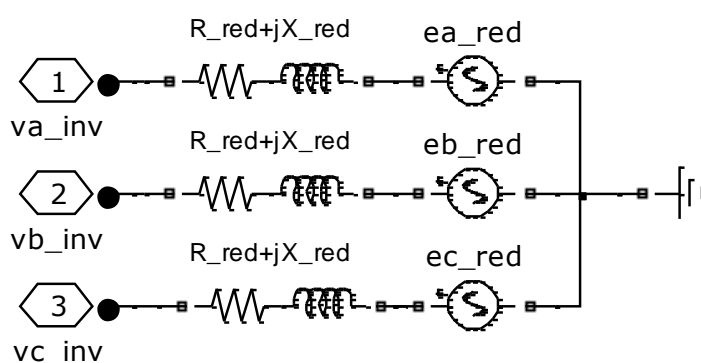 R_red+jX_red ea_red
1
va_inv
R_red+jX_red eb_red
2
vb_inv
R_red+jX_red ec_red
3
vc_inv